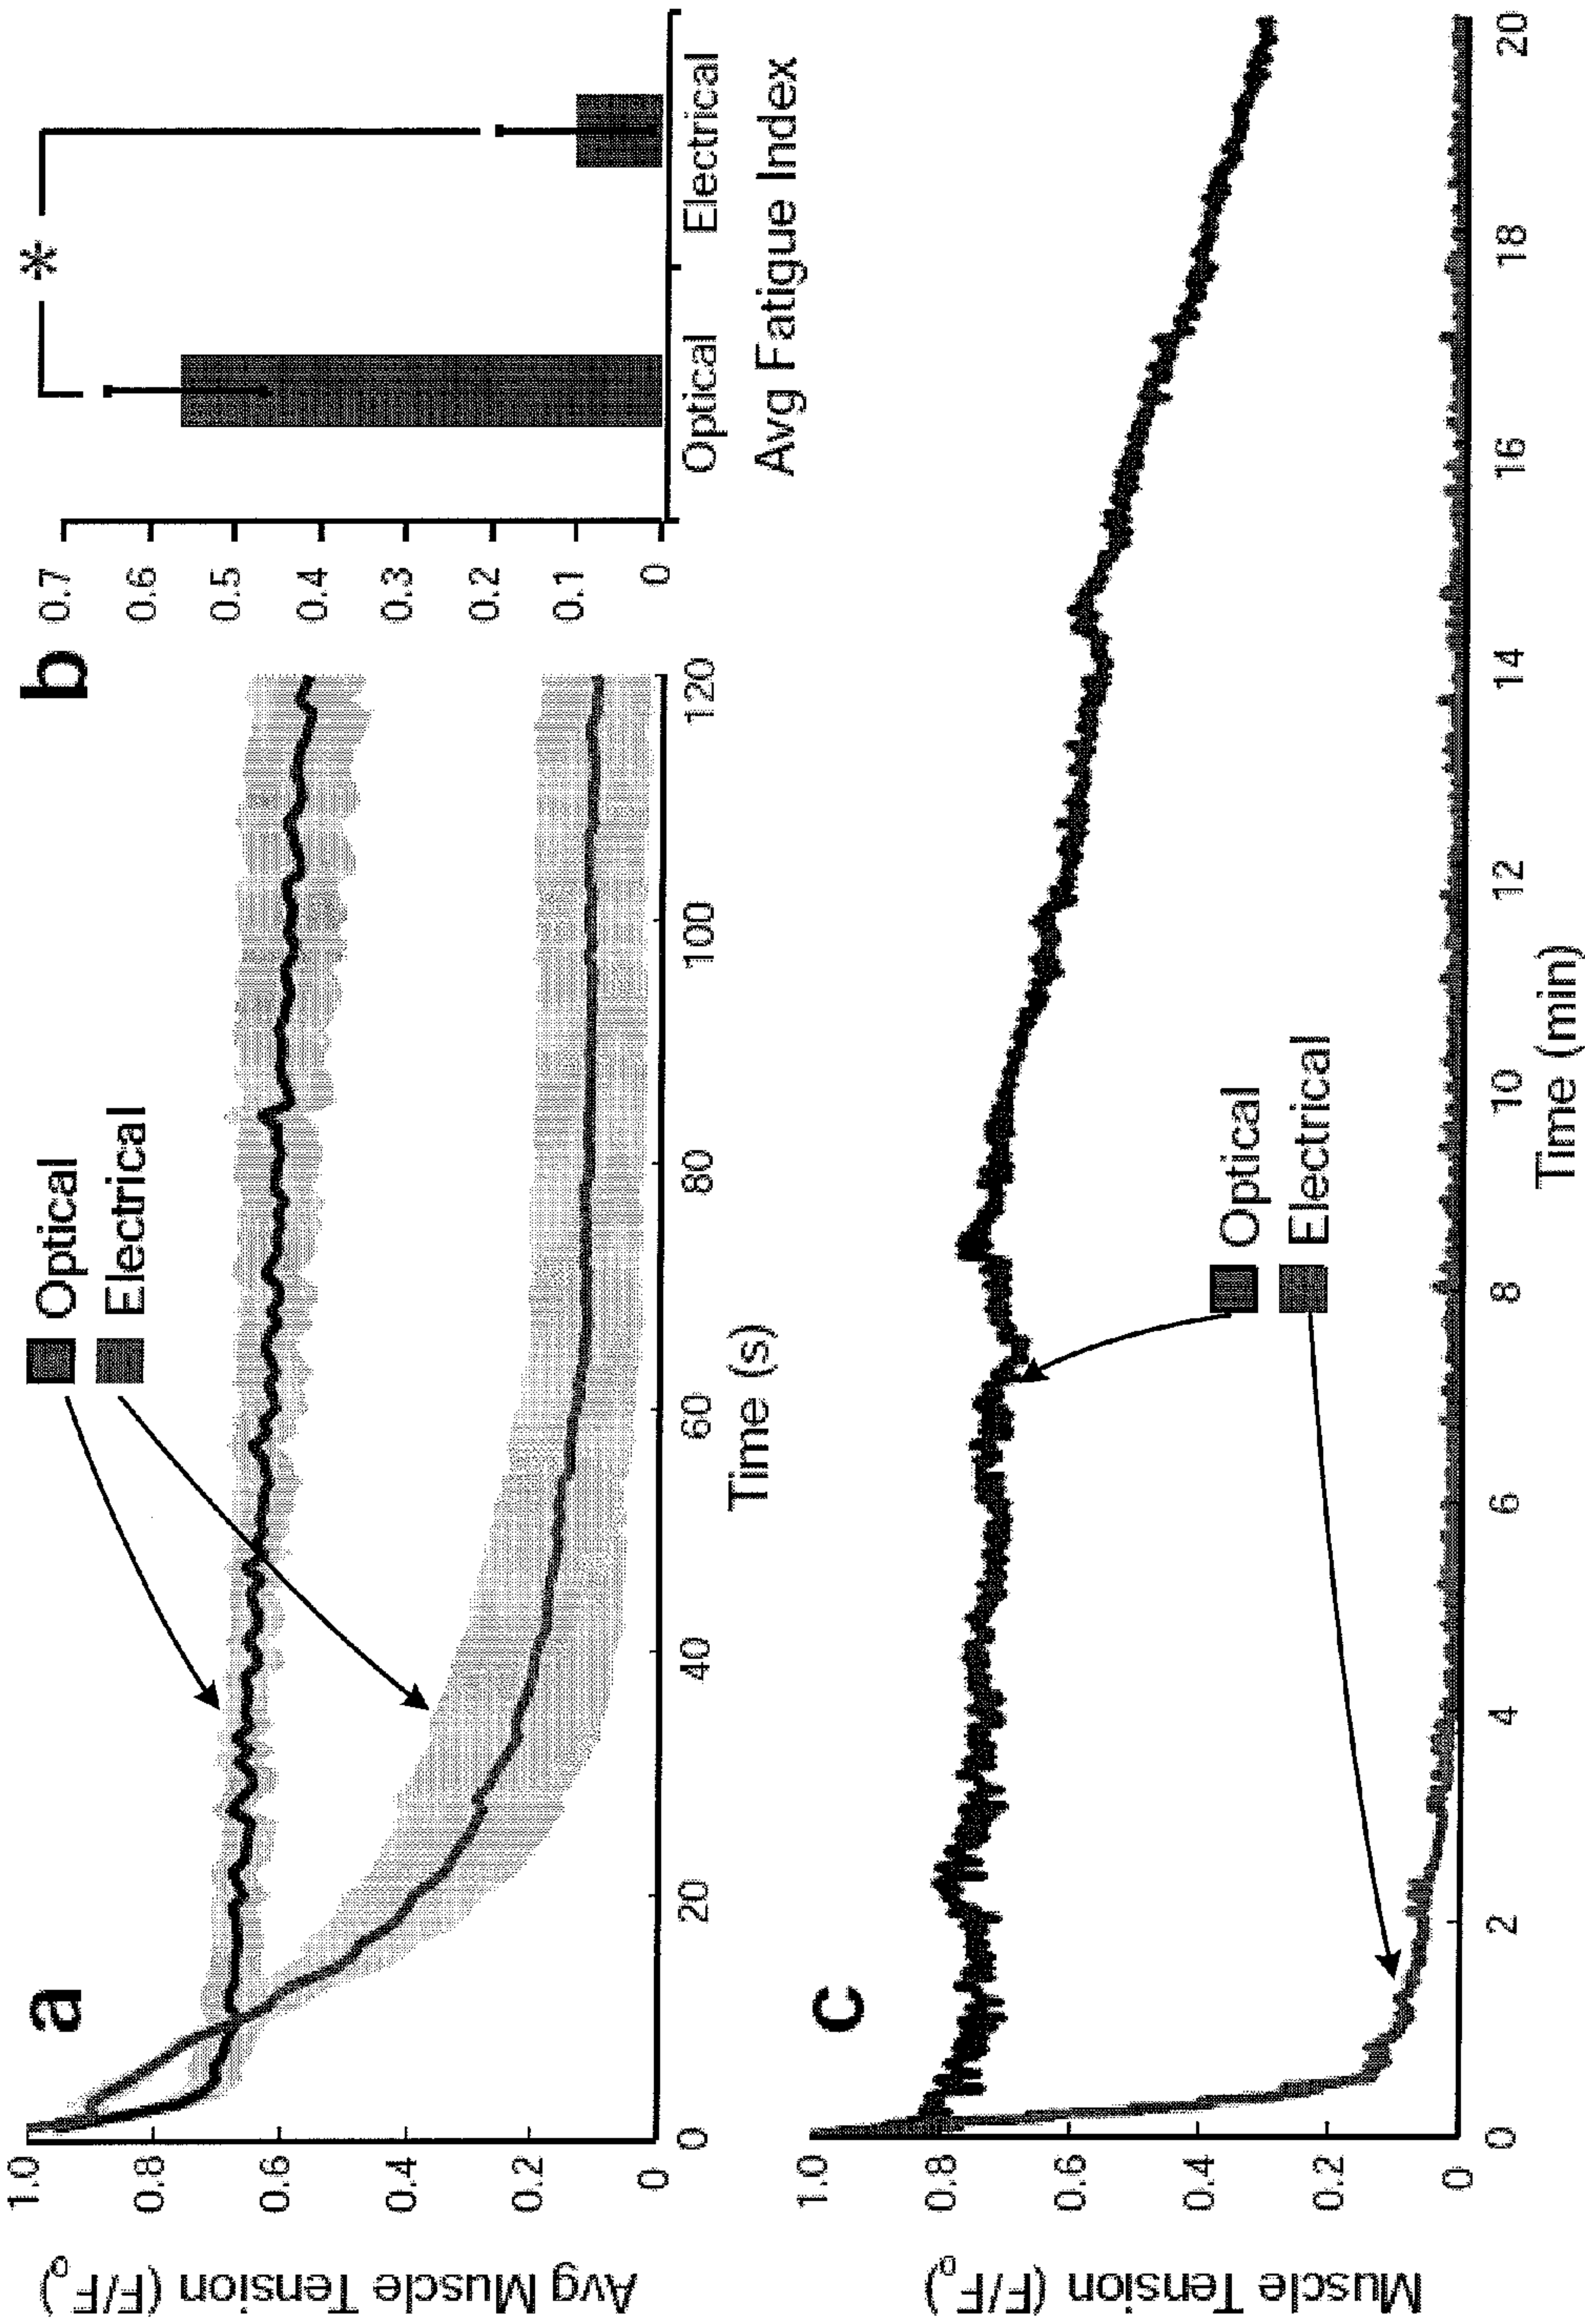 a
Optical
Electrical
Avg Muscle Tension (F/Fo)
1.0
0.8
0.6
0.4
0.2
0
0 20 40 60 80 100 120
Time (s)
b
*
0.7
0.6
0.5
0.4
0.3
0.2
0.1
0
Optical Electrical
Avg Fatigue Index
c
Optical
Electrical
Muscle Tension (F/Fo)
1.0
0.8
0.6
0.4
0.2
0
0 2 4 6 8 10 12 14 16 18 20
Time (min)